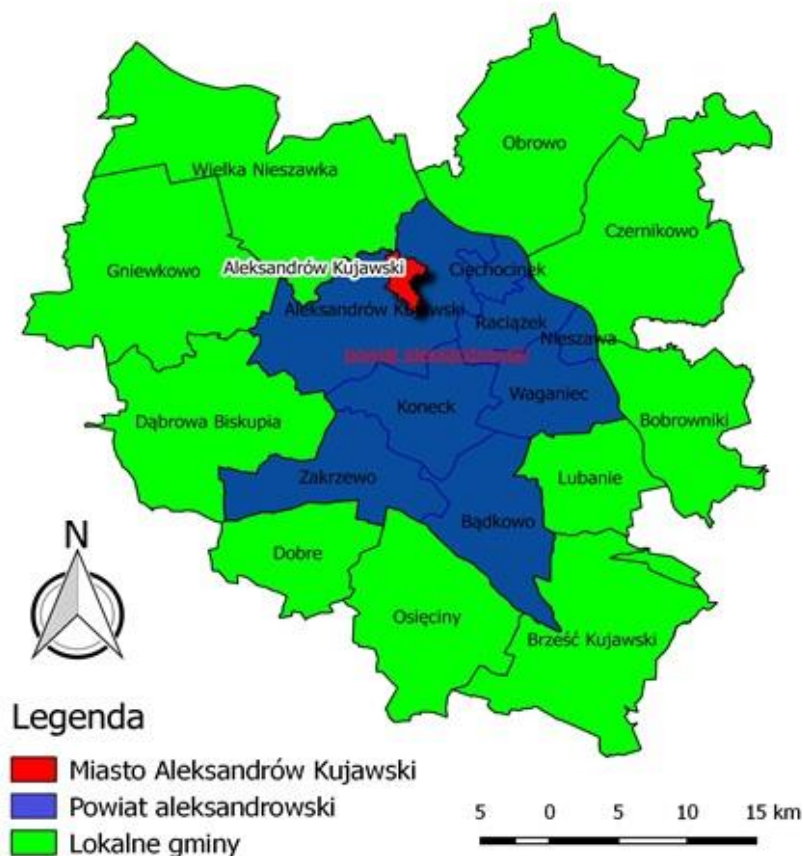 Obrowo
Wielka Nieszawka
Czernikowo
Aleksandrów Kujawski
Ciechocinek
Gniewkowo
Aleksandrów Kujawski
Raciążek
Nieszawa
powiat aleksandrowski
Waganiec
Koneck
Bobrowniki
Dąbrowa Biskupia
Zakrzewo
Lubanie
Bądkowo
N
Dobre
Osięciny
Brześć Kujawski
Legenda
Miasto Aleksandrów Kujawski
Powiat aleksandrowski
Lokalne gminy
5 0 5 10 15 km